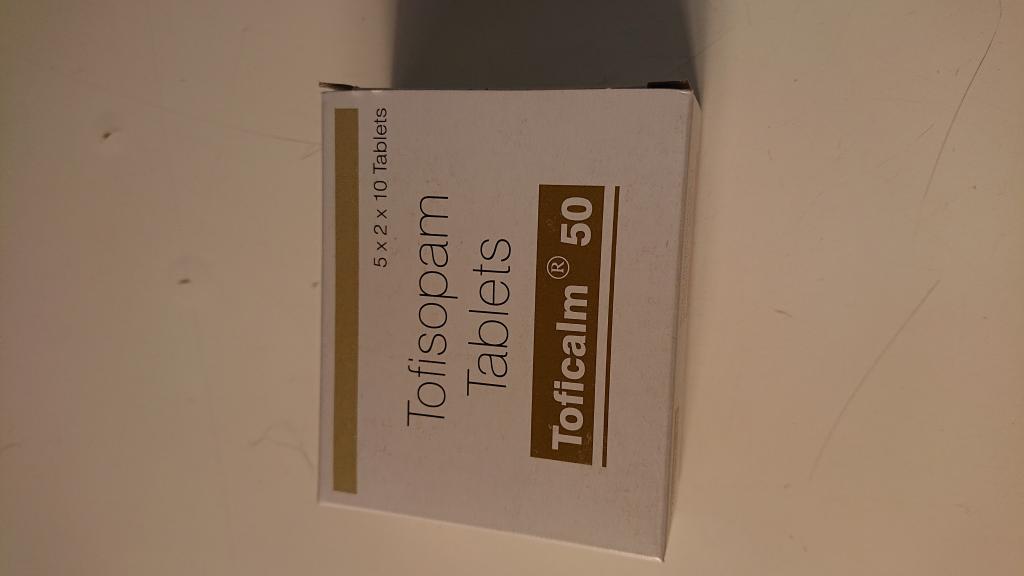 5 x 2 x 10 Tablets
Tofisopam
Tablets
Toficalm ® 50